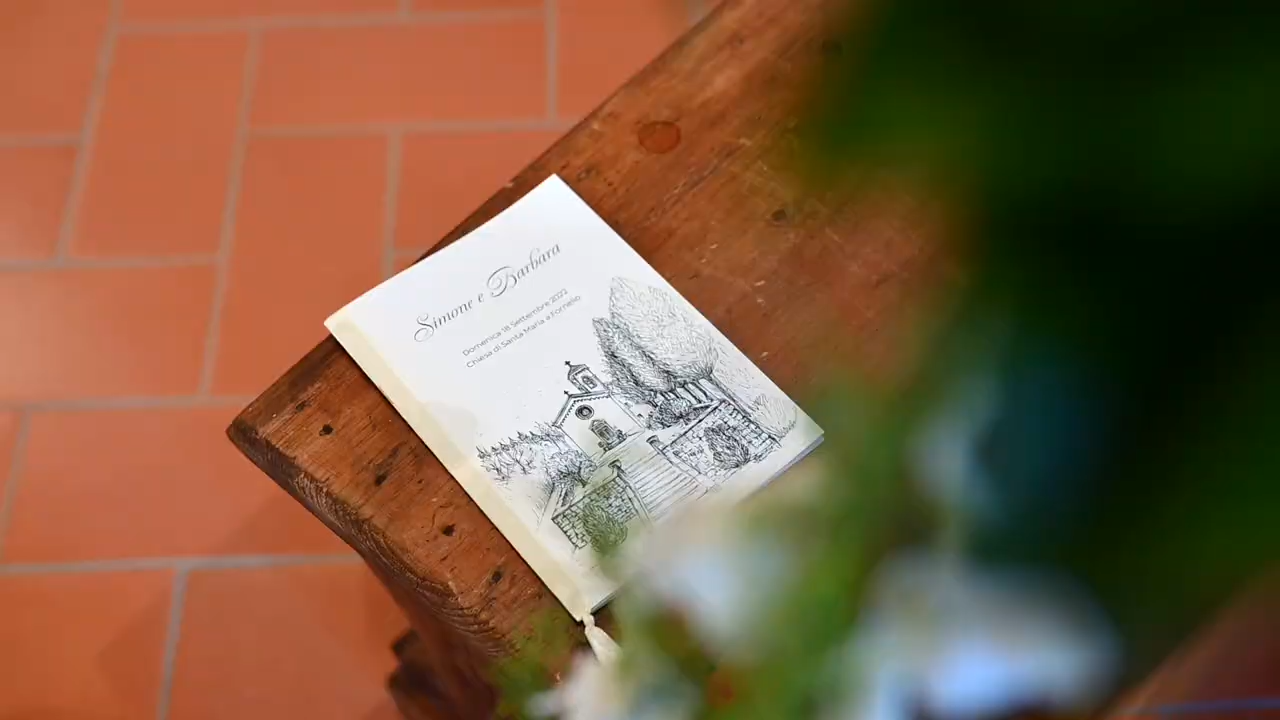 Simone e Barbara
Domenica 18 Settembre 2022
Chiesa di Santa Maria a Fornello